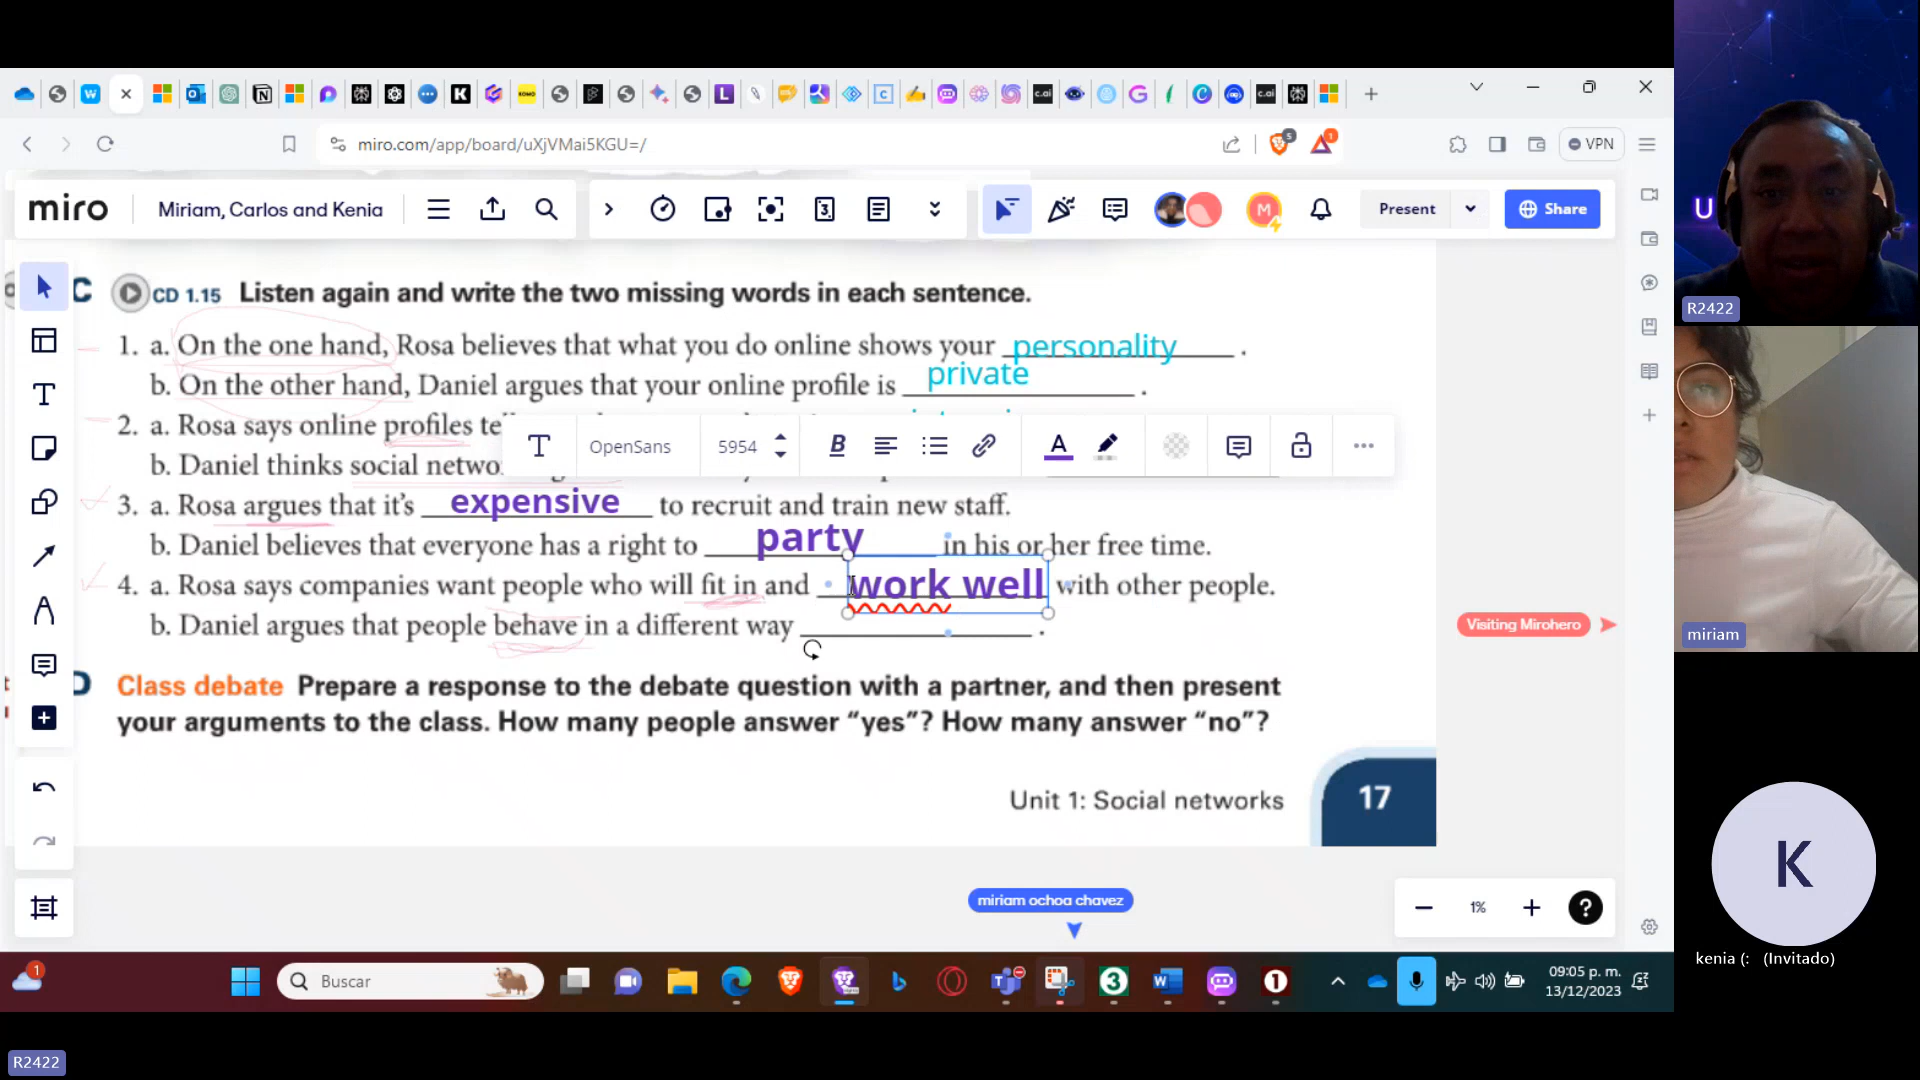 miro.com/app/board/uXjVMai5KGU=/
5
1
VPN
miro
Miriam, Carlos and Kenia
M
Present
Share
C
CD 1.15 Listen again and write the two missing words in each sentence.
1. a. On the one hand, Rosa believes that what you do online shows your personality .
b. On the other hand, Daniel argues that your online profile is private .
2. a. Rosa says online profiles
OpenSans
5954
b. Daniel thinks social
3. a. Rosa argues that it's expensive to recruit and train new staff.
b. Daniel believes that everyone has a right to party in his or her free time.
4. a. Rosa says companies want people who will fit in and work well with other people.
b. Daniel argues that people behave in a different way .
Visiting Mirohero
D
Class debate Prepare a response to the debate question with a partner, and then present
your arguments to the class. How many people answer “yes”? How many answer “no”?
Unit 1: Social networks
17
miriam ochoa chavez
1%
?
1
Buscar
09:05 p. m.
13/12/2023
U
R2422
miriam
K
kenia (: (Invitado)
R2422